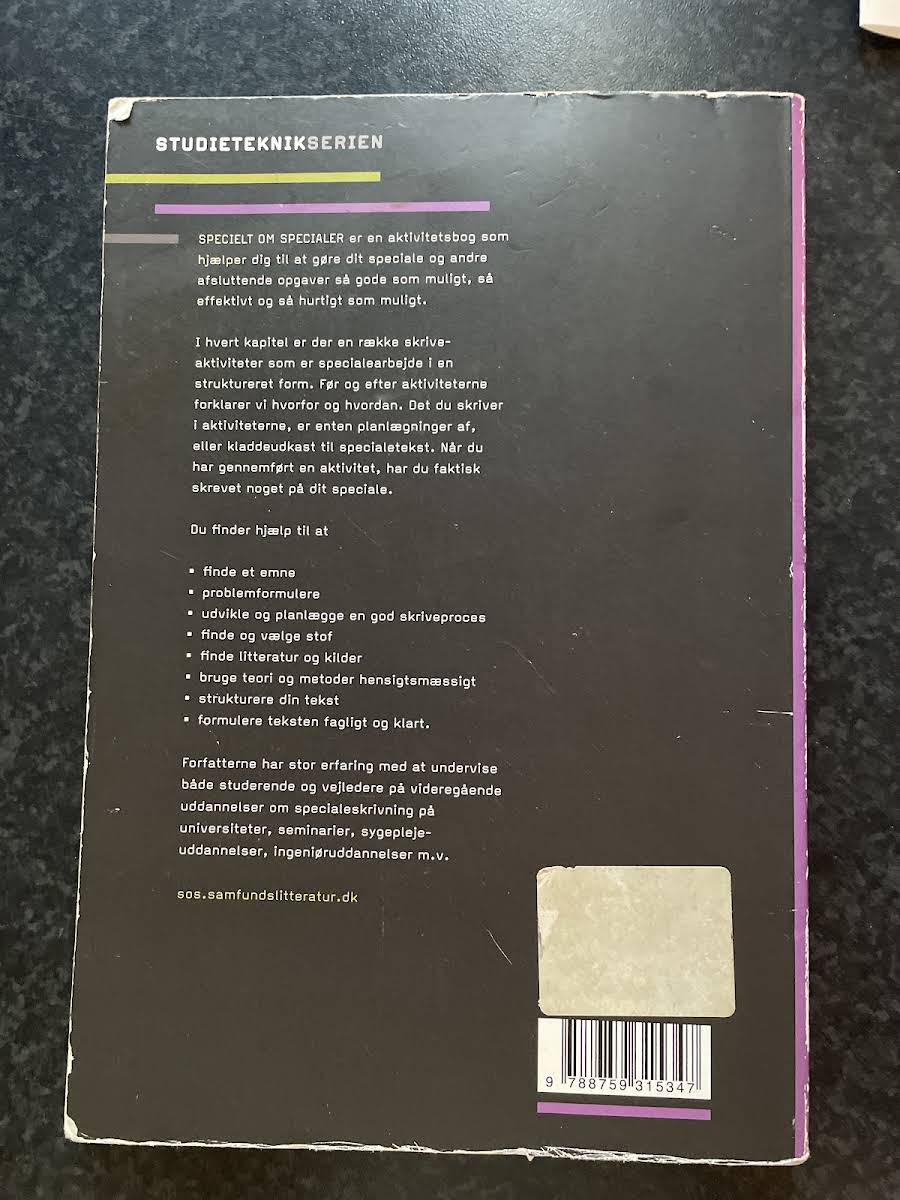 STUDIETEKNIKSERIEN
SPECIELT OM SPECIALER er en aktivitetsbog som
hjælper dig til at gøre dit speciale og andre
afsluttende opgaver så gode som muligt, så
effektivt og så hurtigt som muligt.
I hvert kapitel er der en række skrive-
aktiviteter som er specialearbejde i en
struktureret form. Før og efter aktiviteterne
forklarer vi hvorfor og hvordan. Det du skriver
i aktiviteterne, er enten planlægninger af,
eller kladdeudkast til specialetekst. Når du
har gennemført en aktivitet, har du faktisk
skrevet noget på dit speciale.
Du finder hjælp til at
▪ finde et emne
▪ problemformulere
▪ udvikle og planlægge en god skriveproces
▪ finde og vælge stof
▪ finde litteratur og kilder
▪ bruge teori og metoder hensigtsmæssigt
▪ strukturere din tekst
▪ formulere teksten fagligt og klart.
Forfatterne har stor erfaring med at undervise
både studerende og vejledere på videregående
uddannelser om specialeskrivning på
universiteter, seminarier, sygepleje-
uddannelser, ingeniøruddannelser m.v.
sos.samfundslitteratur.dk
9 788759 315347